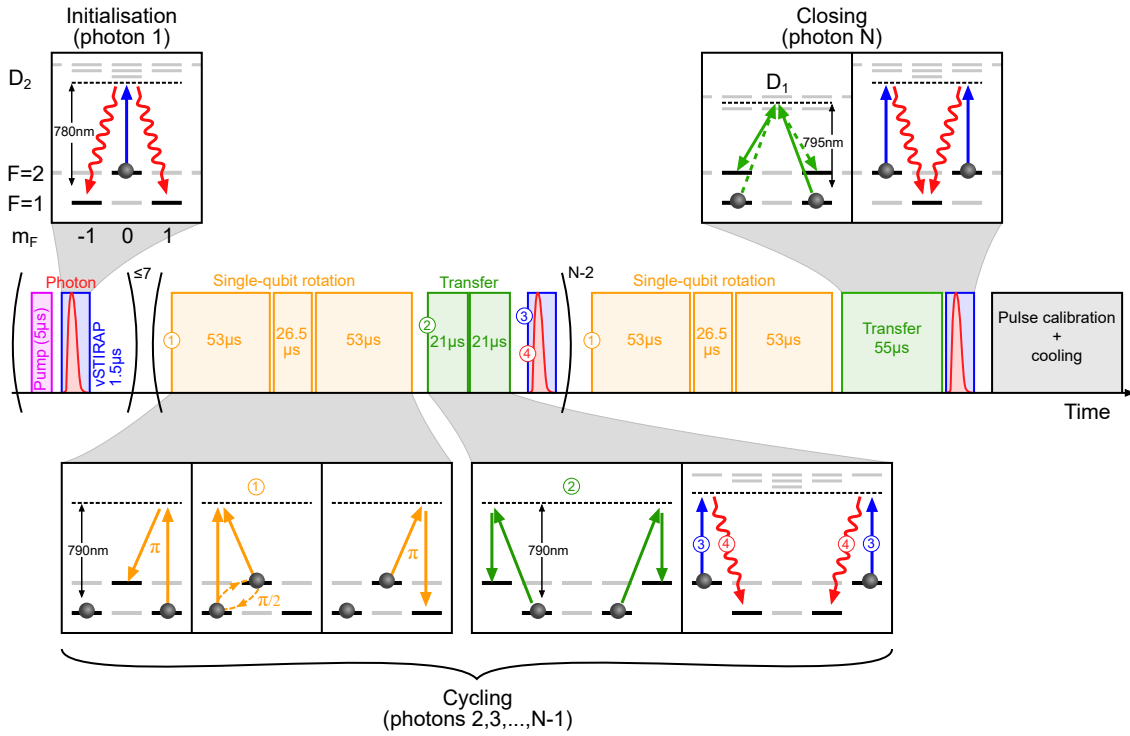 Initialisation
(photon 1)
Closing
(photon N)
D2
780nm
F=2
F=1
mF -1 0 1
D1
795nm
Photon
≤7
Single-qubit rotation
Transfer
N-2
Single-qubit rotation
Pump (5µs)
vSTIRAP
1.5µs
1
53µs
26.5
µs
53µs
2
21µs
21µs
3
4
1
53µs
26.5
µs
53µs
Transfer
55µs
Pulse calibration
+
cooling
Time
790nm
π
1
π/2
π
2
790nm
3
4
4
3
Cycling
(photons 2,3,...,N-1)